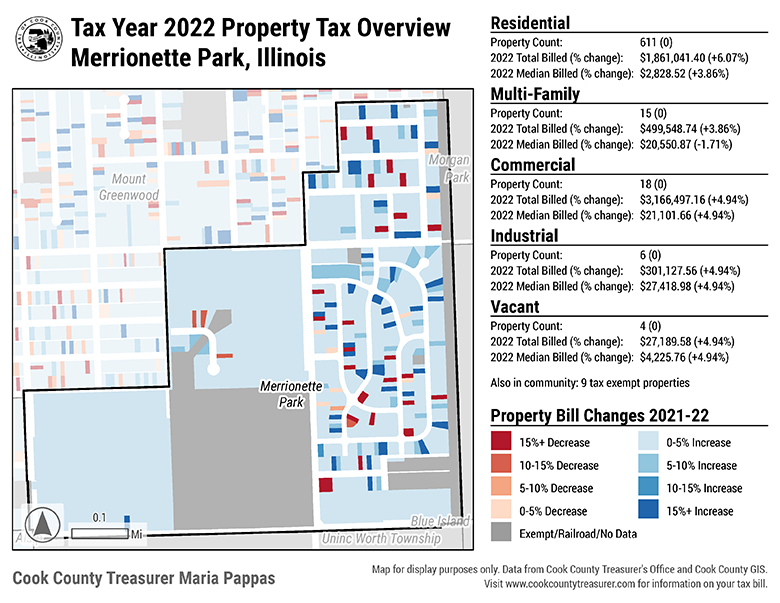 Tax Year 2022 Property Tax Overview
Merrionette Park, Illinois
Mount
Greenwood
Morgan
Park
Merrionette
Park
Blue Island
Uninc Worth Township
0.1
Mi
Residential
Property Count: 611 (0)
2022 Total Billed (% change): $1,861,041.40 (+6.07%)
2022 Median Billed (% change): $2,828.52 (+3.86%)
Multi-Family
Property Count: 15 (0)
2022 Total Billed (% change): $499,548.74 (+3.86%)
2022 Median Billed (% change): $20,550.87 (-1.71%)
Commercial
Property Count: 18 (0)
2022 Total Billed (% change): $3,166,497.16 (+4.94%)
2022 Median Billed (% change): $21,101.66 (+4.94%)
Industrial
Property Count: 6 (0)
2022 Total Billed (% change): $301,127.56 (+4.94%)
2022 Median Billed (% change): $27,418.98 (+4.94%)
Vacant
Property Count: 4 (0)
2022 Total Billed (% change): $27,189.58 (+4.94%)
2022 Median Billed (% change): $4,225.76 (+4.94%)
Also in community: 9 tax exempt properties
Property Bill Changes 2021-22
15%+ Decrease
10-15% Decrease
5-10% Decrease
0-5% Decrease
0-5% Increase
5-10% Increase
10-15% Increase
15%+ Increase
Exempt/Railroad/No Data
Cook County Treasurer Maria Pappas
Map for display purposes only. Data from Cook County Treasurer's Office and Cook County GIS.
Visit www.cookcountytreasurer.com for information on your tax bill.